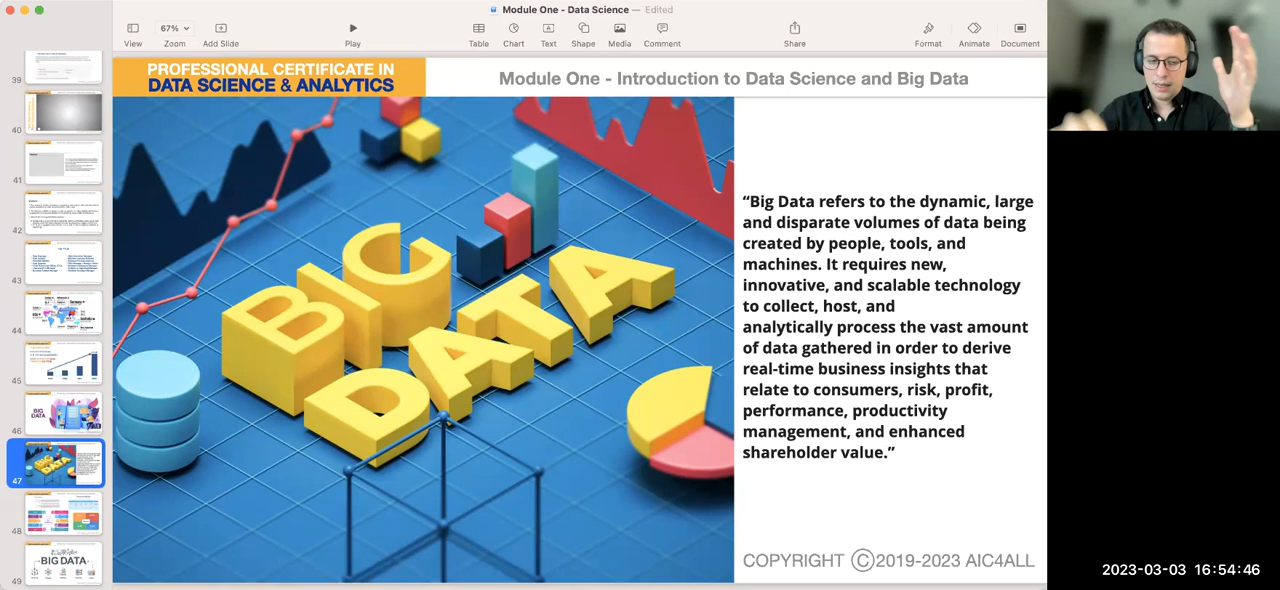 Module One - Data Science — Edited
67%
View
Zoom
Add Slide
Play
Table
Chart
Text
Shape
Media
Comment
Share
Format
Animate
Document
PROFESSIONAL CERTIFICATE IN
DATA SCIENCE & ANALYTICS
Module One - Introduction to Data Science and Big Data
BIG
DATA
“Big Data refers to the dynamic, large
and disparate volumes of data being
created by people, tools, and
machines. It requires new,
innovative, and scalable technology
to collect, host, and
analytically process the vast amount
of data gathered in order to derive
real-time business insights that
relate to consumers, risk, profit,
performance, productivity
management, and enhanced
shareholder value.”
COPYRIGHT Ⓒ2019-2023 AIC4ALL
39
40
41
42
43
44
45
BIG
DATA
46
47
48
BIG DATA
49
2023-03-03 16:54:46